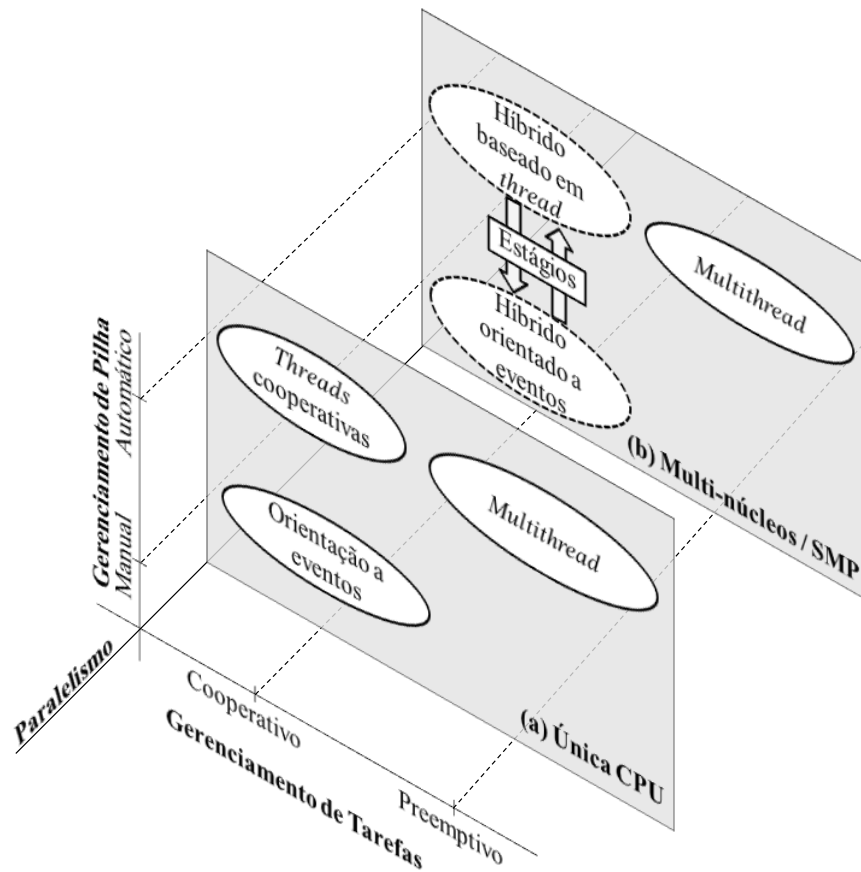 Híbrido
baseado em
thread
Estágios
Híbrido
orientado a
eventos
Multithread
(b) Multi-núcleos / SMP
Threads
cooperativas
Orientação a
eventos
Multithread
(a) Única CPU
Gerenciamento de Pilha
Automático
Manual
Paralelismo
Cooperativo
Preemptivo
Gerenciamento de Tarefas